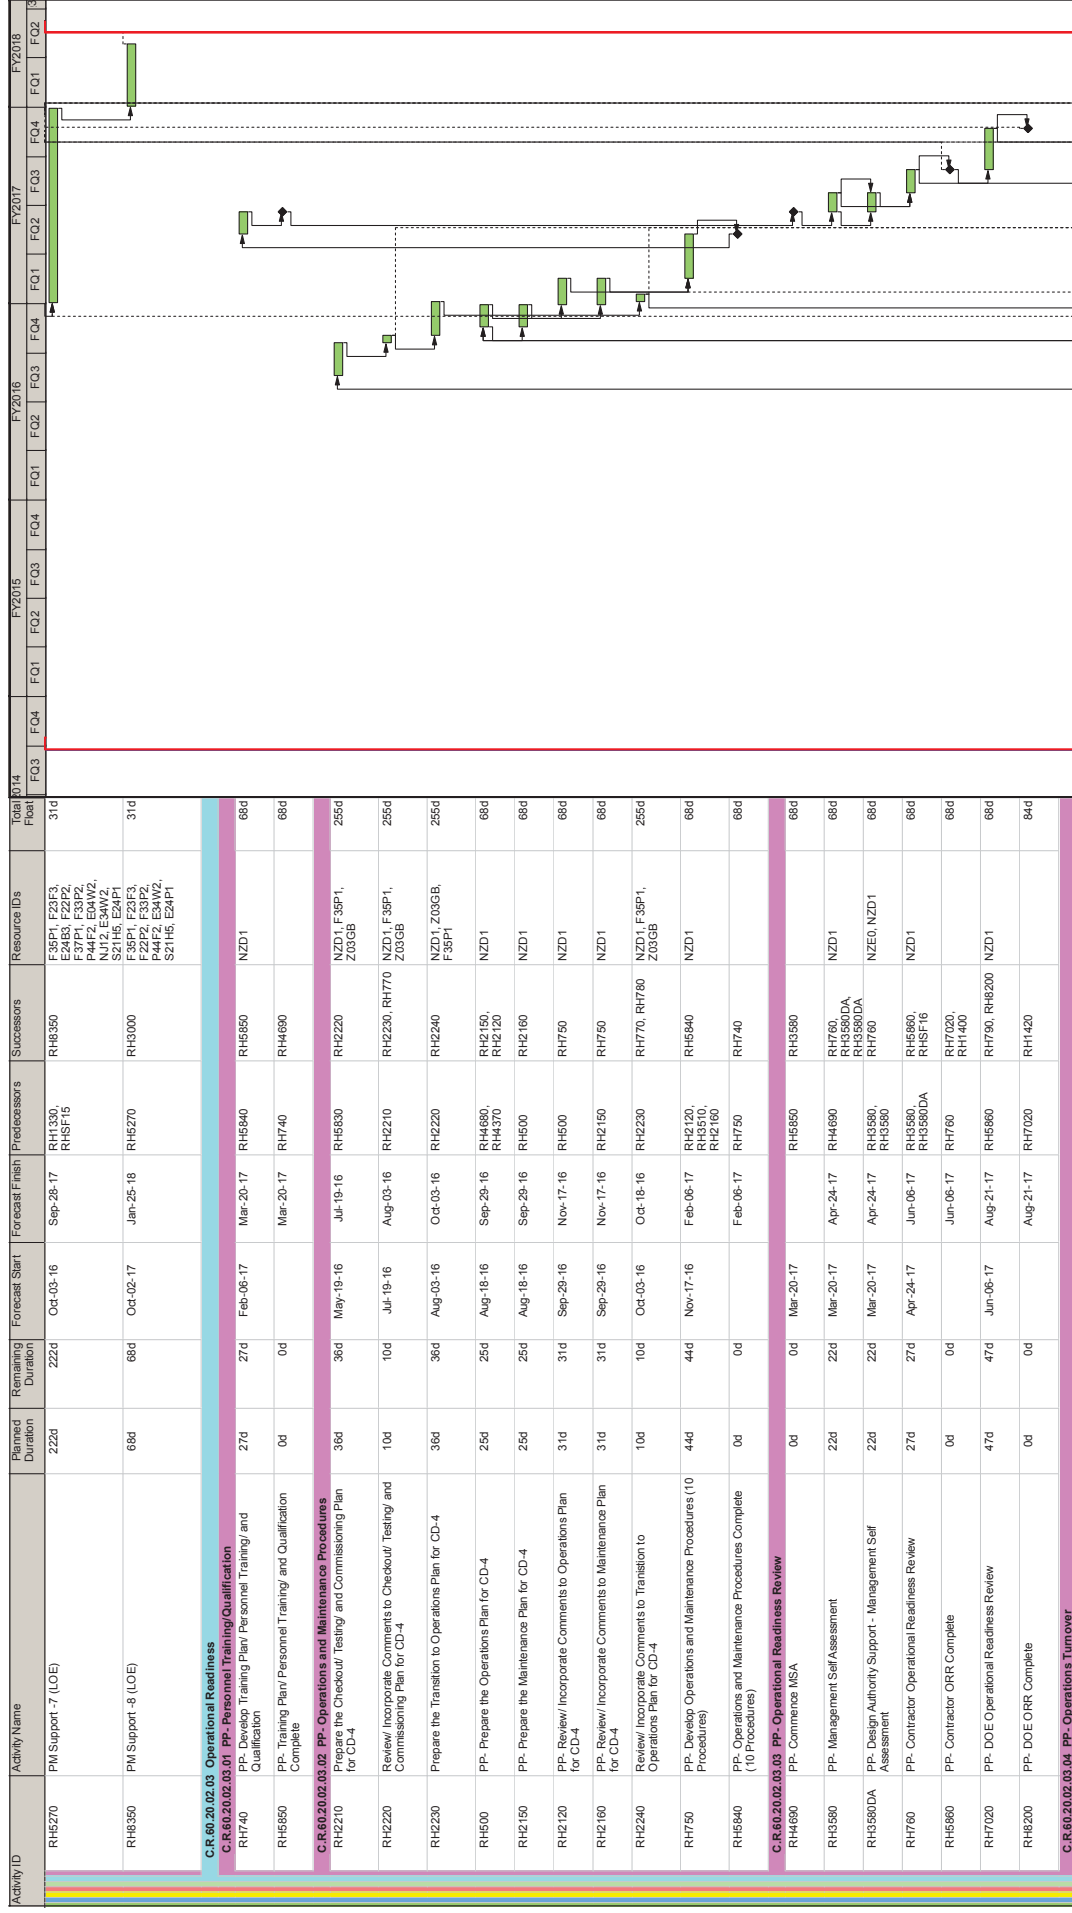 Activity ID
Activity Name
Planned
Duration
Remaining
Duration
Forecast Start
Forecast Finish
Predecessors
Successors
Resource IDs
Total
Float
2014
FY2015
FY2016
FY2017
FY2018
FQ3
FQ4
FQ1
FQ2
FQ3
FQ4
FQ1
FQ2
FQ3
FQ4
FQ1
FQ2
FQ3
FQ4
FQ1
FQ2
RH5270
PM Support -7 (LOE)
222d
222d
Oct-03-16
Sep-28-17
RH1330,
RHSF15
RH8350
F35P1, F23F3,
E24B3, F22P2,
F37P1, F33P2,
P44F2, E04W2,
NJ12, E34W2,
S21H5, E24P1
31d
RH8350
PM Support -8 (LOE)
68d
68d
Oct-02-17
Jan-25-18
RH5270
RH3000
F35P1, F23F3,
F22P2, F33P2,
P44F2, E34W2,
S21H5, E24P1
31d
C.R.60.20.02.03 Operational Readiness
C.R.60.20.02.03.01 PP- Personnel Training/Qualification
RH740
PP- Develop Training Plan/ Personnel Training/ and
Qualification
27d
27d
Feb-06-17
Mar-20-17
RH5840
RH5850
NZD1
68d
RH5850
PP- Training Plan/ Personnel Training/ and Qualification
Complete
0d
0d
Mar-20-17
RH740
RH4690
68d
C.R.60.20.02.03.02 PP- Operations and Maintenance Procedures
RH2210
Prepare the Checkout/ Testing/ and Commissioning Plan
for CD-4
36d
36d
May-19-16
Jul-19-16
RH5830
RH2220
NZD1, F35P1,
Z03GB
255d
RH2220
Review/ Incorporate Comments to Checkout/ Testing/ and
Commissioning Plan for CD-4
10d
10d
Jul-19-16
Aug-03-16
RH2210
RH2230, RH770
NZD1, F35P1,
Z03GB
255d
RH2230
Prepare the Transition to Operations Plan for CD-4
36d
36d
Aug-03-16
Oct-03-16
RH2220
RH2240
NZD1, Z03GB,
F35P1
255d
RH500
PP- Prepare the Operations Plan for CD-4
25d
25d
Aug-18-16
Sep-29-16
RH4680,
RH4370
RH2150,
RH2120
NZD1
68d
RH2150
PP- Prepare the Maintenance Plan for CD-4
25d
25d
Aug-18-16
Sep-29-16
RH500
RH2160
NZD1
68d
RH2120
PP- Review/ Incorporate Comments to Operations Plan
for CD-4
31d
31d
Sep-29-16
Nov-17-16
RH500
RH750
NZD1
68d
RH2160
PP- Review/ Incorporate Comments to Maintenance Plan
for CD-4
31d
31d
Sep-29-16
Nov-17-16
RH2150
RH750
NZD1
68d
RH2240
Review/ Incorporate Comments to Tranistion to
Operations Plan for CD-4
10d
10d
Oct-03-16
Oct-18-16
RH2230
RH770, RH780
NZD1, F35P1,
Z03GB
255d
RH750
PP- Develop Operations and Maintenance Procedures (10
Procedures)
44d
44d
Nov-17-16
Feb-06-17
RH2120,
RH3510,
RH2160
RH5840
NZD1
68d
RH5840
PP- Operations and Maintenance Procedures Complete
(10 Procedures)
0d
0d
Feb-06-17
RH750
RH740
68d
C.R.60.20.02.03.03 PP- Operational Readiness Review
RH4690
PP- Commence MSA
0d
0d
Mar-20-17
RH5850
RH3580
68d
RH3580
PP- Management Self Assessment
22d
22d
Mar-20-17
Apr-24-17
RH4690
RH760,
RH3580DA,
RH3580DA
NZD1
68d
RH3580DA
PP- Design Authority Support - Management Self
Assessment
22d
22d
Mar-20-17
Apr-24-17
RH3580,
RH3580
RH760
NZE0, NZD1
68d
RH760
PP- Contractor Operational Readiness Review
27d
27d
Apr-24-17
Jun-06-17
RH3580,
RH3580DA
RH5860,
RHSF16
NZD1
68d
RH5860
PP- Contractor ORR Complete
0d
0d
Jun-06-17
RH760
RH7020,
RH1400
68d
RH7020
PP- DOE Operational Readiness Review
47d
47d
Jun-06-17
Aug-21-17
RH5860
RH790, RH8200
NZD1
68d
RH8200
PP- DOE ORR Complete
0d
0d
Aug-21-17
RH7020
RH1420
84d
C.R.60.20.02.03.04 PP- Operations Turnover